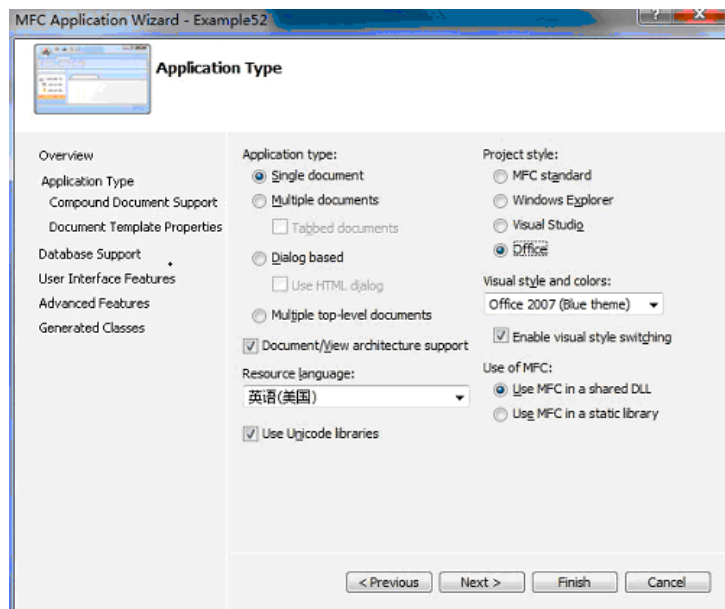 MFC Application Wizard - Example52
?
Application Type
Overview
Application Type
Compound Document Support
Document Template Properties
Database Support
User Interface Features
Advanced Features
Generated Classes
Application type:
Single document
Multiple documents
Tabbed documents
Dialog based
Use HTML dialog
Multiple top-level documents
Document/View architecture support
Resource language:
英语(美国)
Use Unicode libraries
Project style:
MFC standard
Windows Explorer
Visual Studio
Office
Visual style and colors:
Office 2007 (Blue theme)
Enable visual style switching
Use of MFC:
Use MFC in a shared DLL
Use MFC in a static library
< Previous
Next >
Finish
Cancel